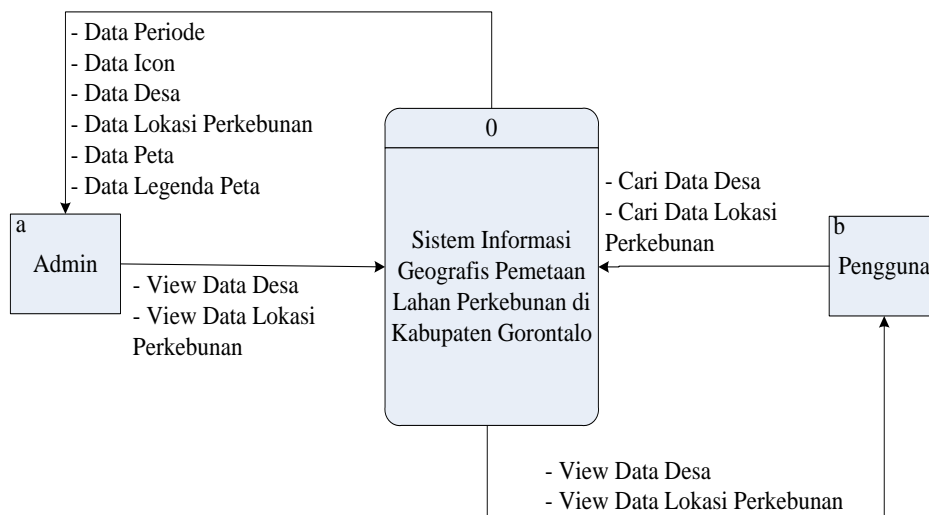 - Data Periode
- Data Icon
- Data Desa
- Data Lokasi Perkebunan
- Data Peta
- Data Legenda Peta
0
Sistem Informasi
Geografis Pemetaan
Lahan Perkebunan di
Kabupaten Gorontalo
a
Admin
- View Data Desa
- View Data Lokasi
Perkebunan
- Cari Data Desa
- Cari Data Lokasi
Perkebunan
b
Pengguna
- View Data Desa
- View Data Lokasi Perkebunan